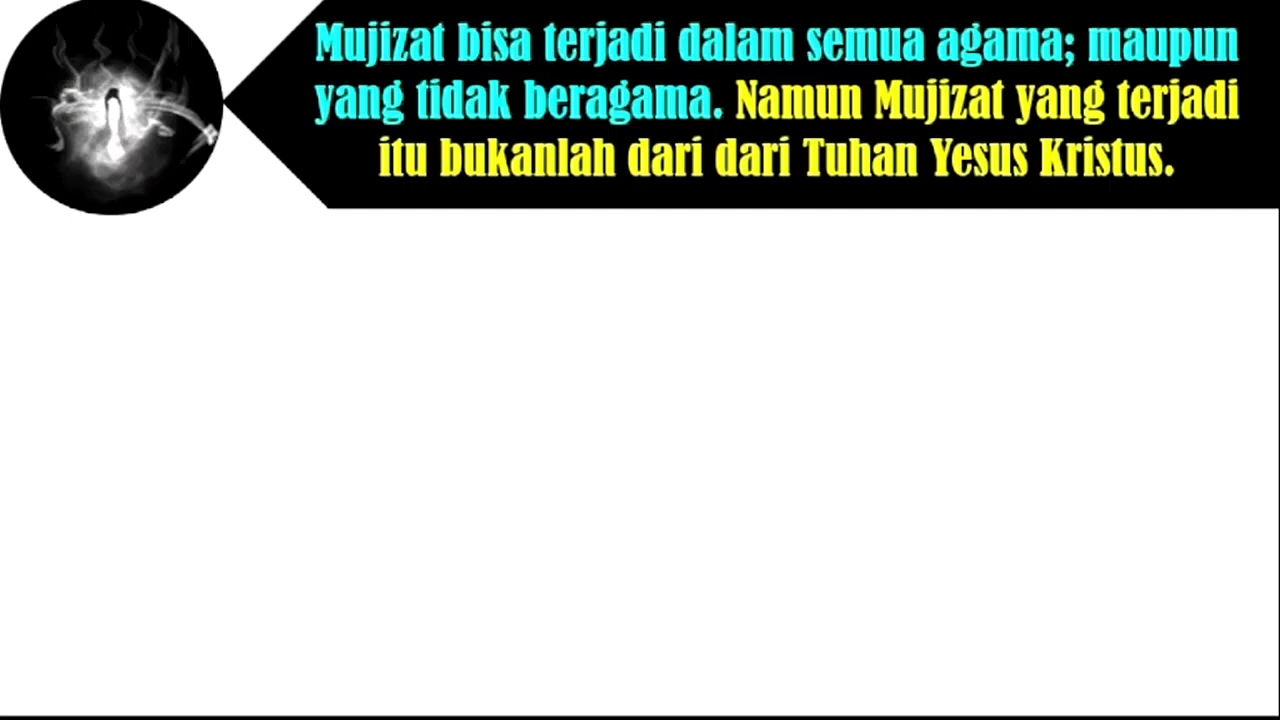 Mujizat bisa terjadi dalam semua agama; maupun
yang tidak beragama. Namun Mujizat yang terjadi
itu bukanlah dari dari Tuhan Yesus Kristus.